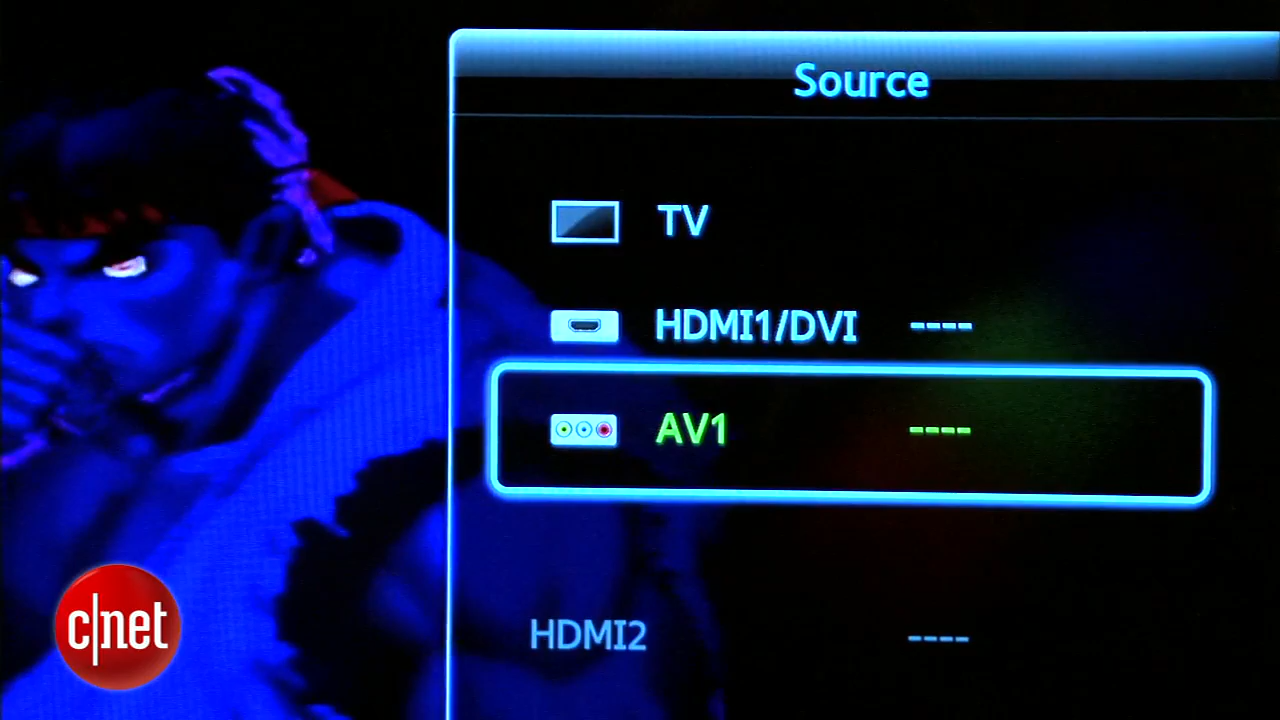 Source
TV
HDMI1/DVI ----
AV1 ----
HDMI2 ----
c|net